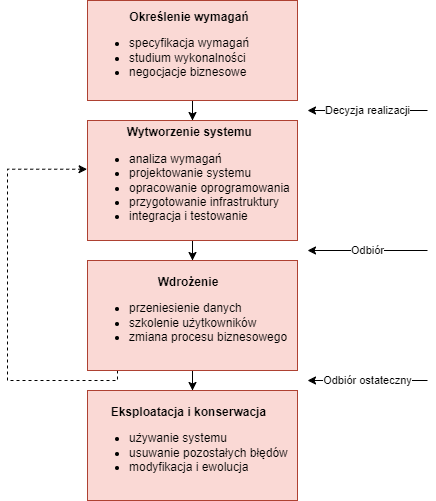 Określenie wymagań
specyfikacja wymagań
studium wykonalności
negocjacje biznesowe
Decyzja realizacji
Wytworzenie systemu
analiza wymagań
projektowanie systemu
opracowanie oprogramowania
przygotowanie infrastruktury
integracja i testowanie
Odbiór
Wdrożenie
przeniesienie danych
szkolenie użytkowników
zmiana procesu biznesowego
Odbiór ostateczny
Eksploatacja i konserwacja
używanie systemu
usuwanie pozostałych błędów
modyfikacja i ewolucja